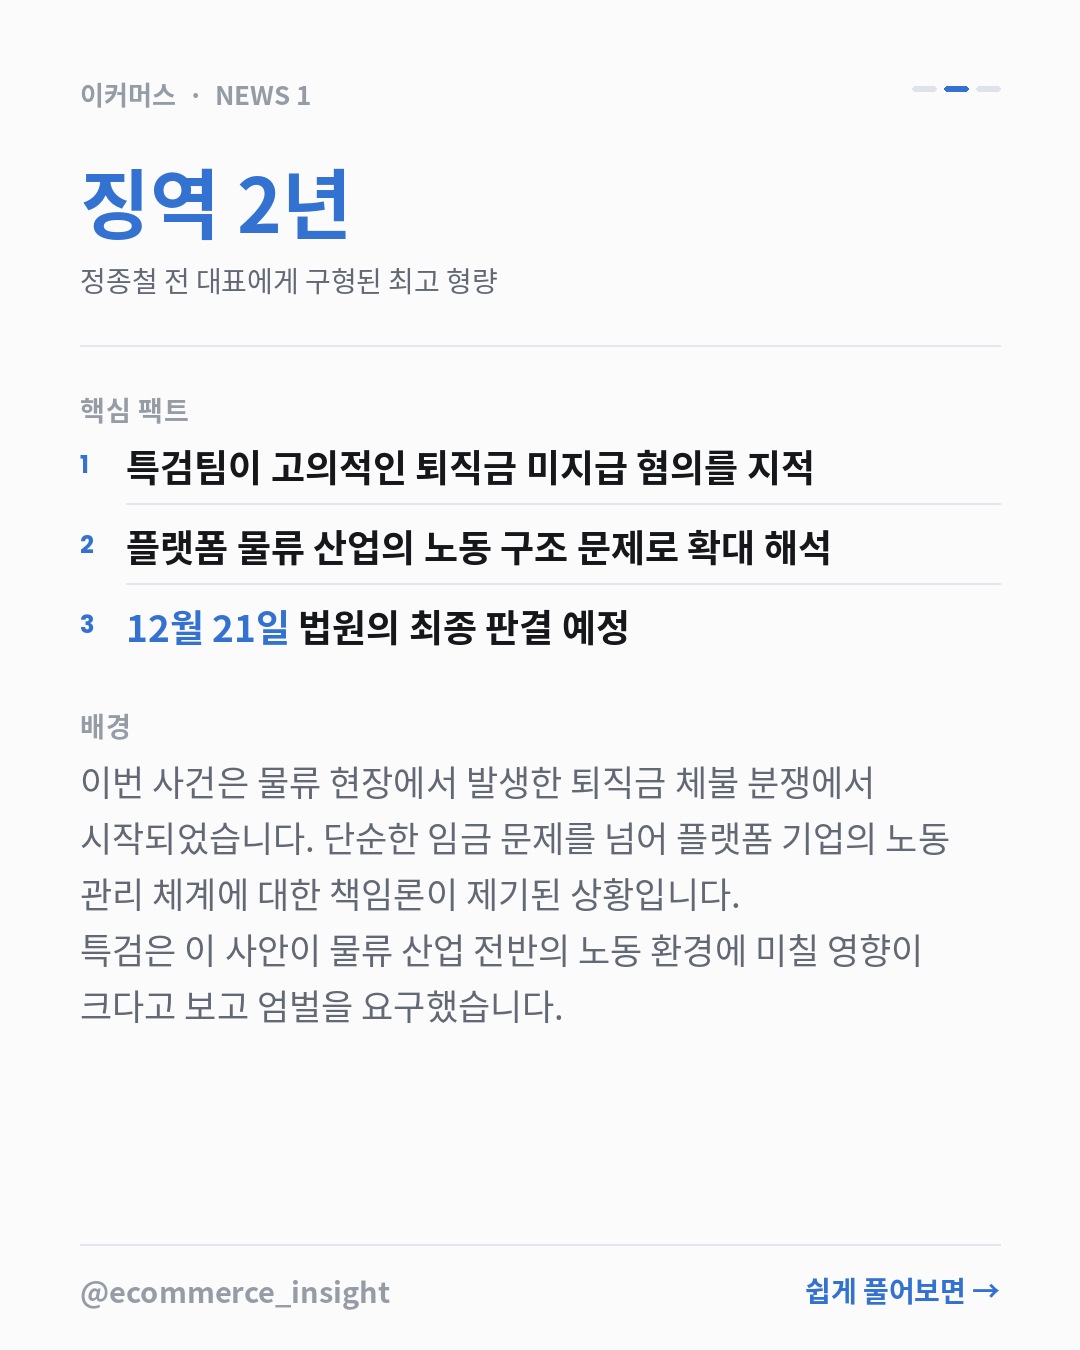 이커머스 · NEWS 1
징역 2년
정종철 전 대표에게 구형된 최고 형량
핵심 팩트
1 특검팀이 고의적인 퇴직금 미지급 혐의를 지적
2 플랫폼 물류 산업의 노동 구조 문제로 확대 해석
3 12월 21일 법원의 최종 판결 예정
배경
이번 사건은 물류 현장에서 발생한 퇴직금 체불 분쟁에서
시작되었습니다. 단순한 임금 문제를 넘어 플랫폼 기업의 노동
관리 체계에 대한 책임론이 제기된 상황입니다.
특검은 이 사안이 물류 산업 전반의 노동 환경에 미칠 영향이
크다고 보고 엄벌을 요구했습니다.
@ecommerce_insight
쉽게 풀어보면 →